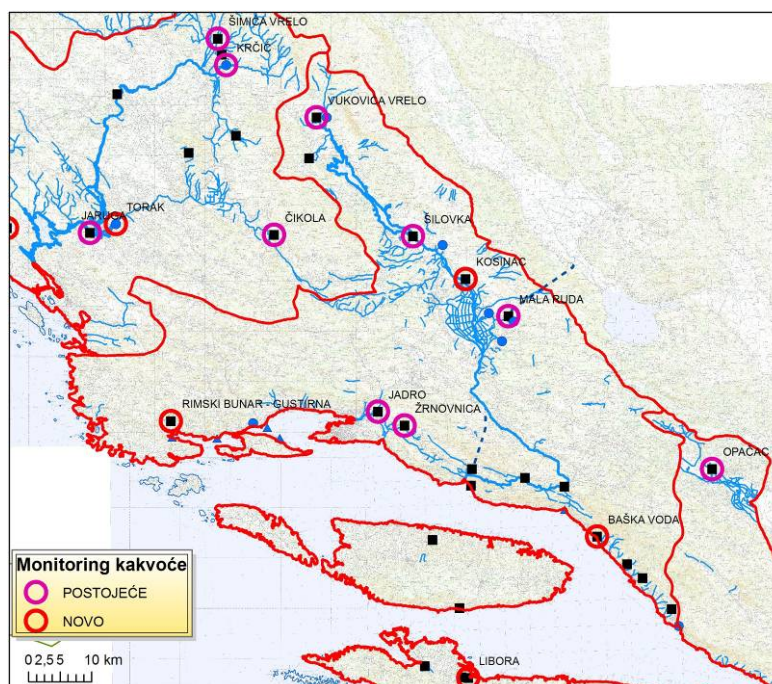 ŠIMIĆA VRELO
KRČIĆ
VUKOVIĆA VRELO
TORAK
JARUGA
ČIKOLA
ŠILOVKA
KOSINAC
MALA RUDA
RIMSKI BUNAR - GUSTIRNA
JADRO
ŽRNOVNICA
OPAČAC
BAŠKA VODA
Monitoring kakvoće
POSTOJEĆE
NOVO
0 2,5 5 10 km
LIBORA